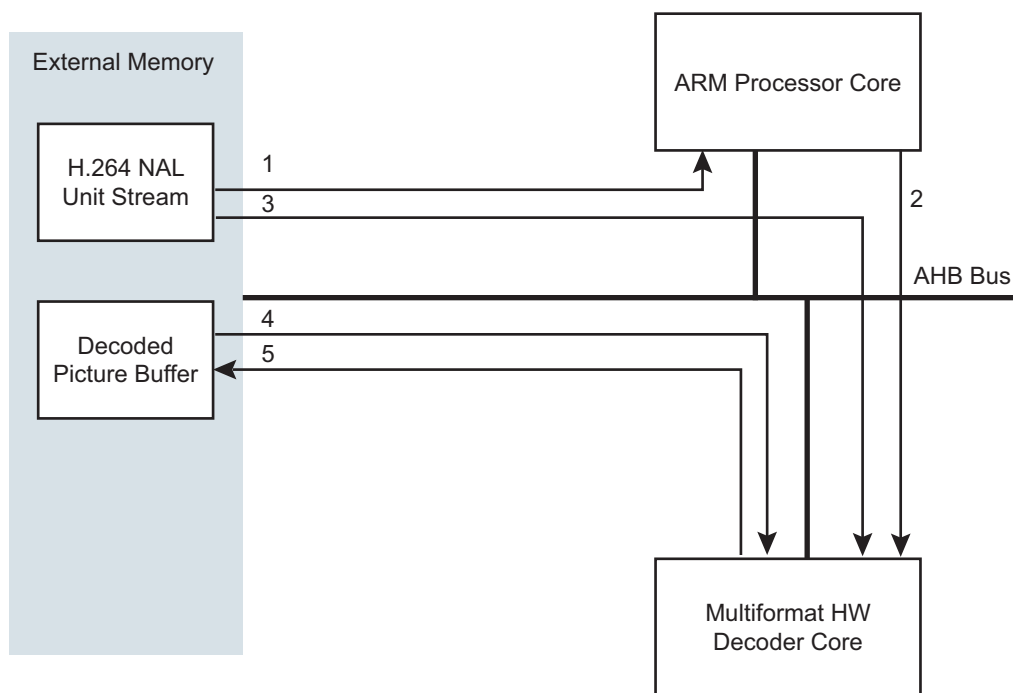 External Memory
ARM Processor Core
H.264 NAL
Unit Stream
1
3
2
AHB Bus
Decoded
Picture Buffer
4
5
Multiformat HW
Decoder Core